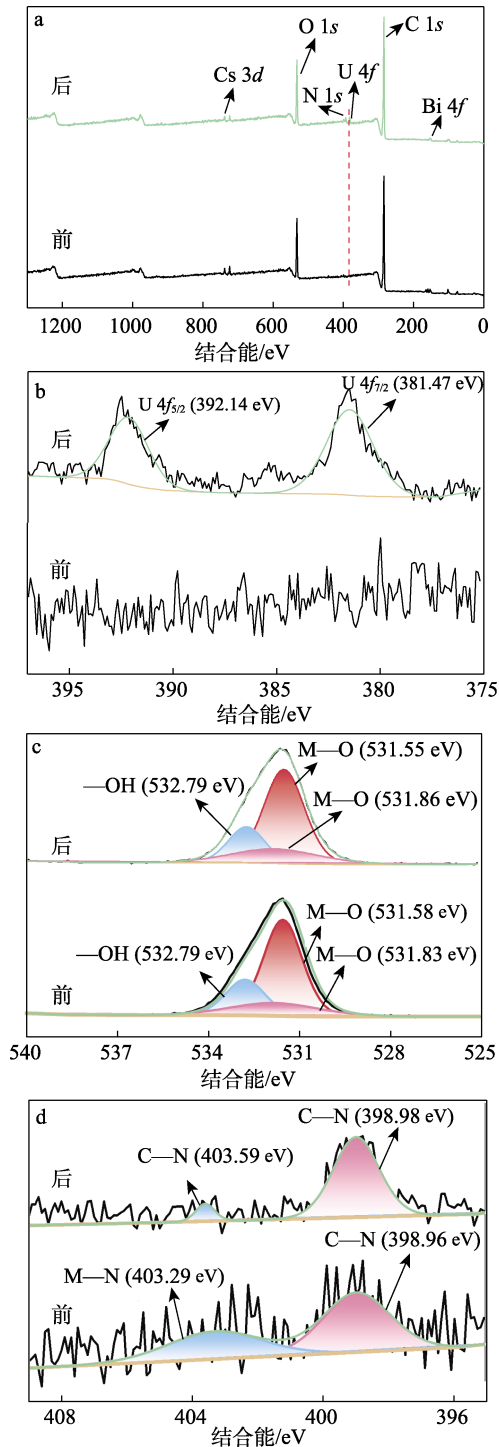 a
O 1s
C 1s
后
Cs 3d
N 1s
U 4f
Bi 4f
前
1200 1000 800 600 400 200 0
结合能/eV
b
U 4f5/2 (392.14 eV)
U 4f7/2 (381.47 eV)
后
前
395 390 385 380 375
结合能/eV
c
M—O (531.55 eV)
—OH (532.79 eV)
M—O (531.86 eV)
后
M—O (531.58 eV)
—OH (532.79 eV)
M—O (531.83 eV)
前
540 537 534 531 528 525
结合能/eV
d
C—N (398.98 eV)
C—N (403.59 eV)
后
C—N (398.96 eV)
M—N (403.29 eV)
前
408 404 400 396
结合能/eV